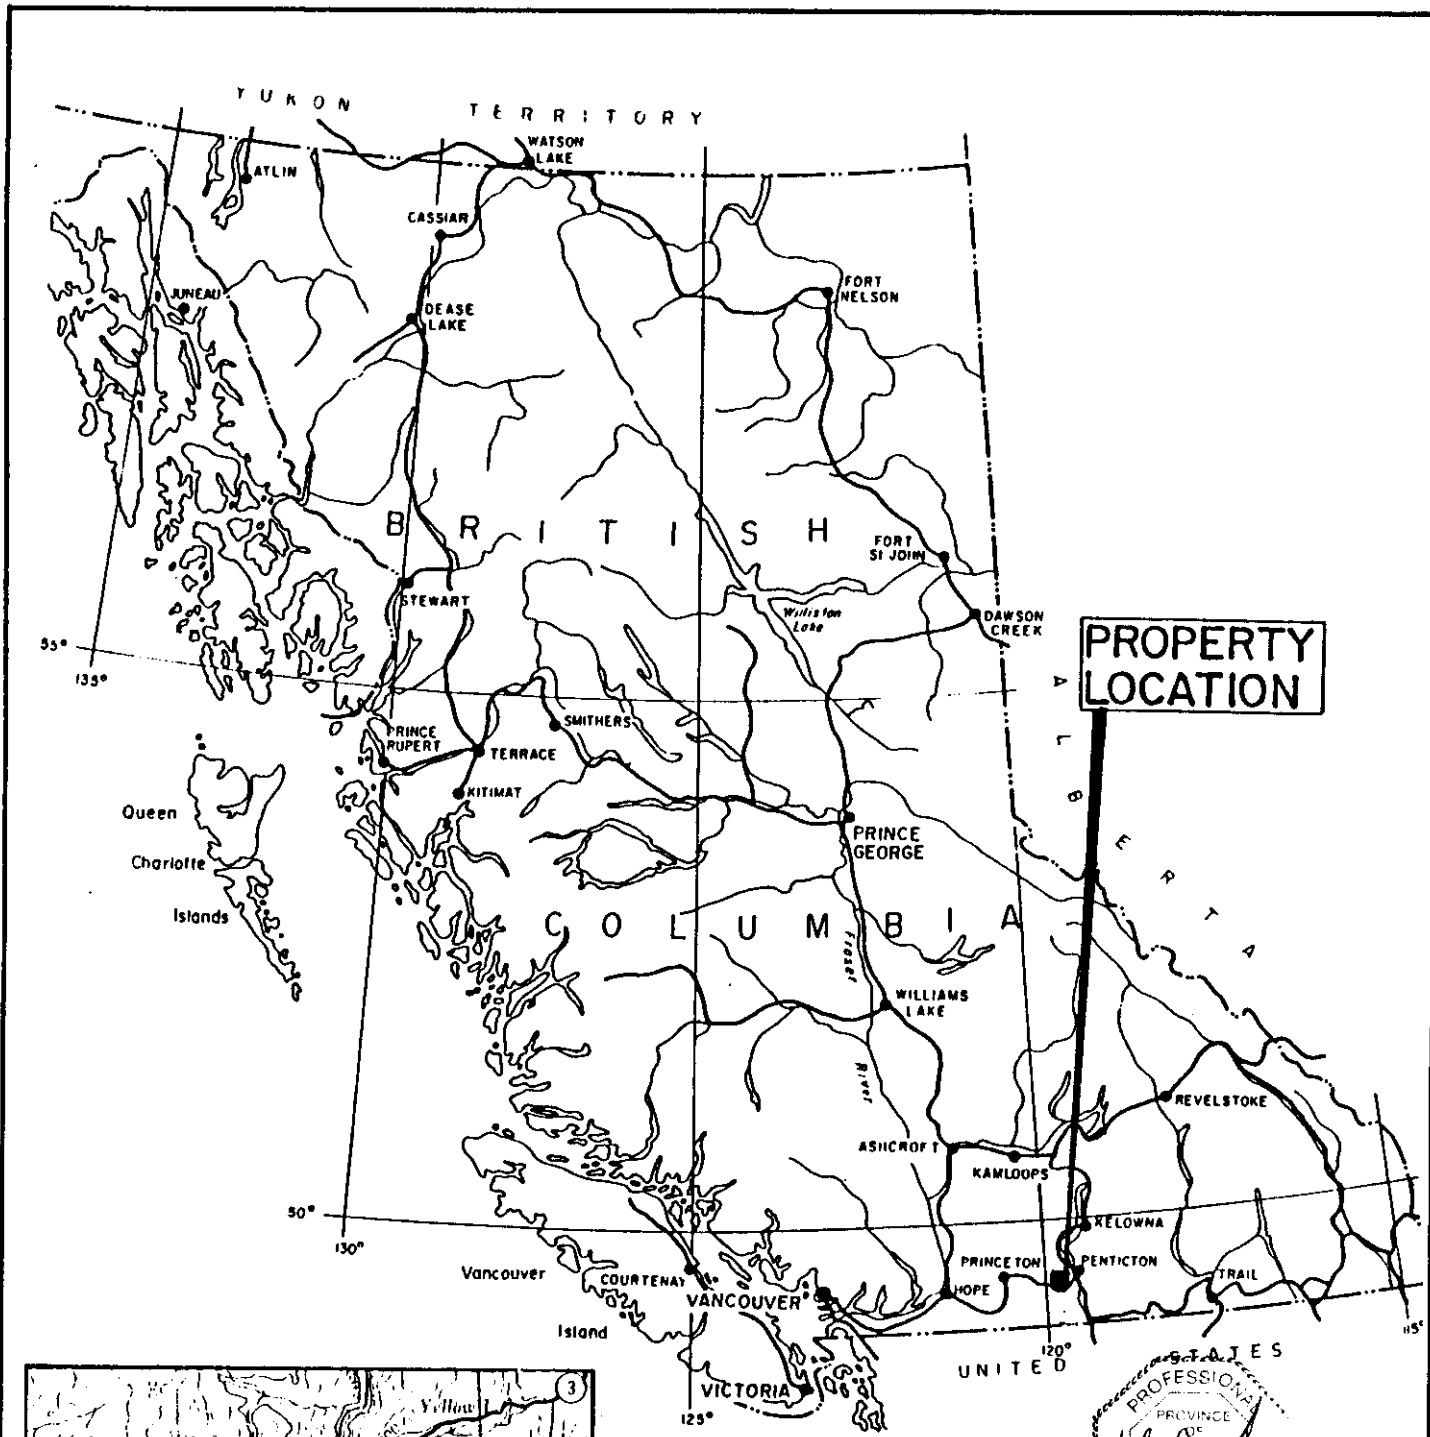 YUKON TERRITORY
WATSON
LAKE
ATLIN
CASSIAR
JUNEAU
DEASE
LAKE
FORT
NELSON
BRITISH
FORT
ST JOHN
STEWART
Williston
Lake
DAWSON
CREEK
PROPERTY
LOCATION
55°
135°
ALBERTA
PRINCE
RUPERT
SMITHERS
TERRACE
KITIMAT
Queen
Charlotte
Islands
PRINCE
GEORGE
COLUMBIA
Fraser
River
WILLIAMS
LAKE
REVELSTOKE
ASHCROFT
KAMLOOPS
50°
130°
KELOWNA
Vancouver
Island
COURTENAY
VANCOUVER
PRINCETON
PENTICTON
HOPE
TRAIL
120°
115°
UNITED STATES
VICTORIA
125°
Yellow
3
PROFESSIONAL
PROVINCE
OF